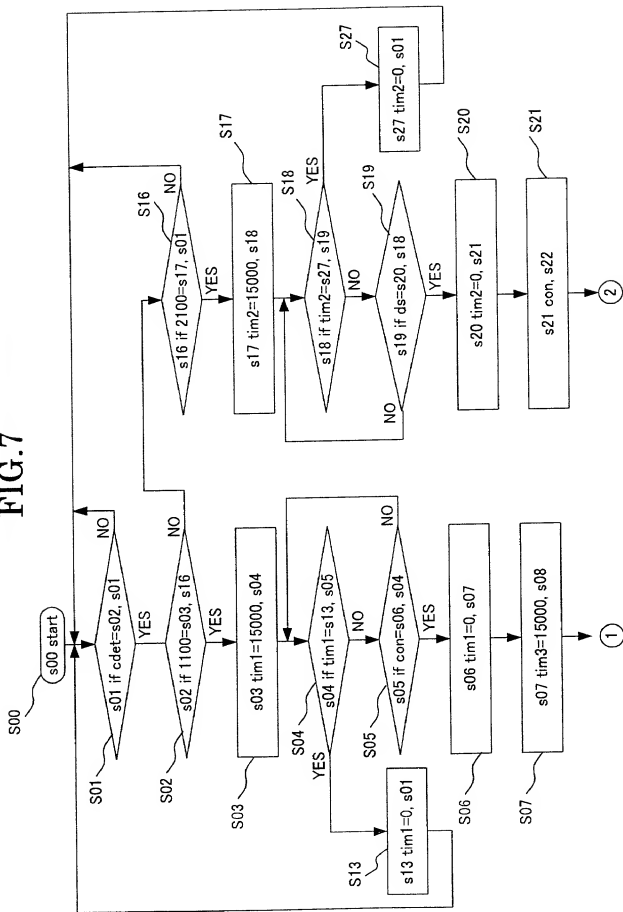 FIG.7
S00
s00 start
S01
s01 if cdet=s02, s01
NO
YES
S02
s02 if 1100=s03, s16
NO
YES
S03
s03 tim1=15000, s04
S04
s04 if tim1=s13, s05
YES
NO
S13
s13 tim1=0, s01
S05
s05 if con=s06, s04
NO
YES
S06
s06 tim1=0, s07
S07
s07 tim3=15000, s08
1
S16
s16 if 2100=s17, s01
NO
YES
S17
s17 tim2=15000, s18
S18
s18 if tim2=s27, s19
YES
NO
S27
s27 tim2=0, s01
S19
s19 if ds=s20, s18
NO
YES
S20
s20 tim2=0, s21
S21
s21 con, s22
2